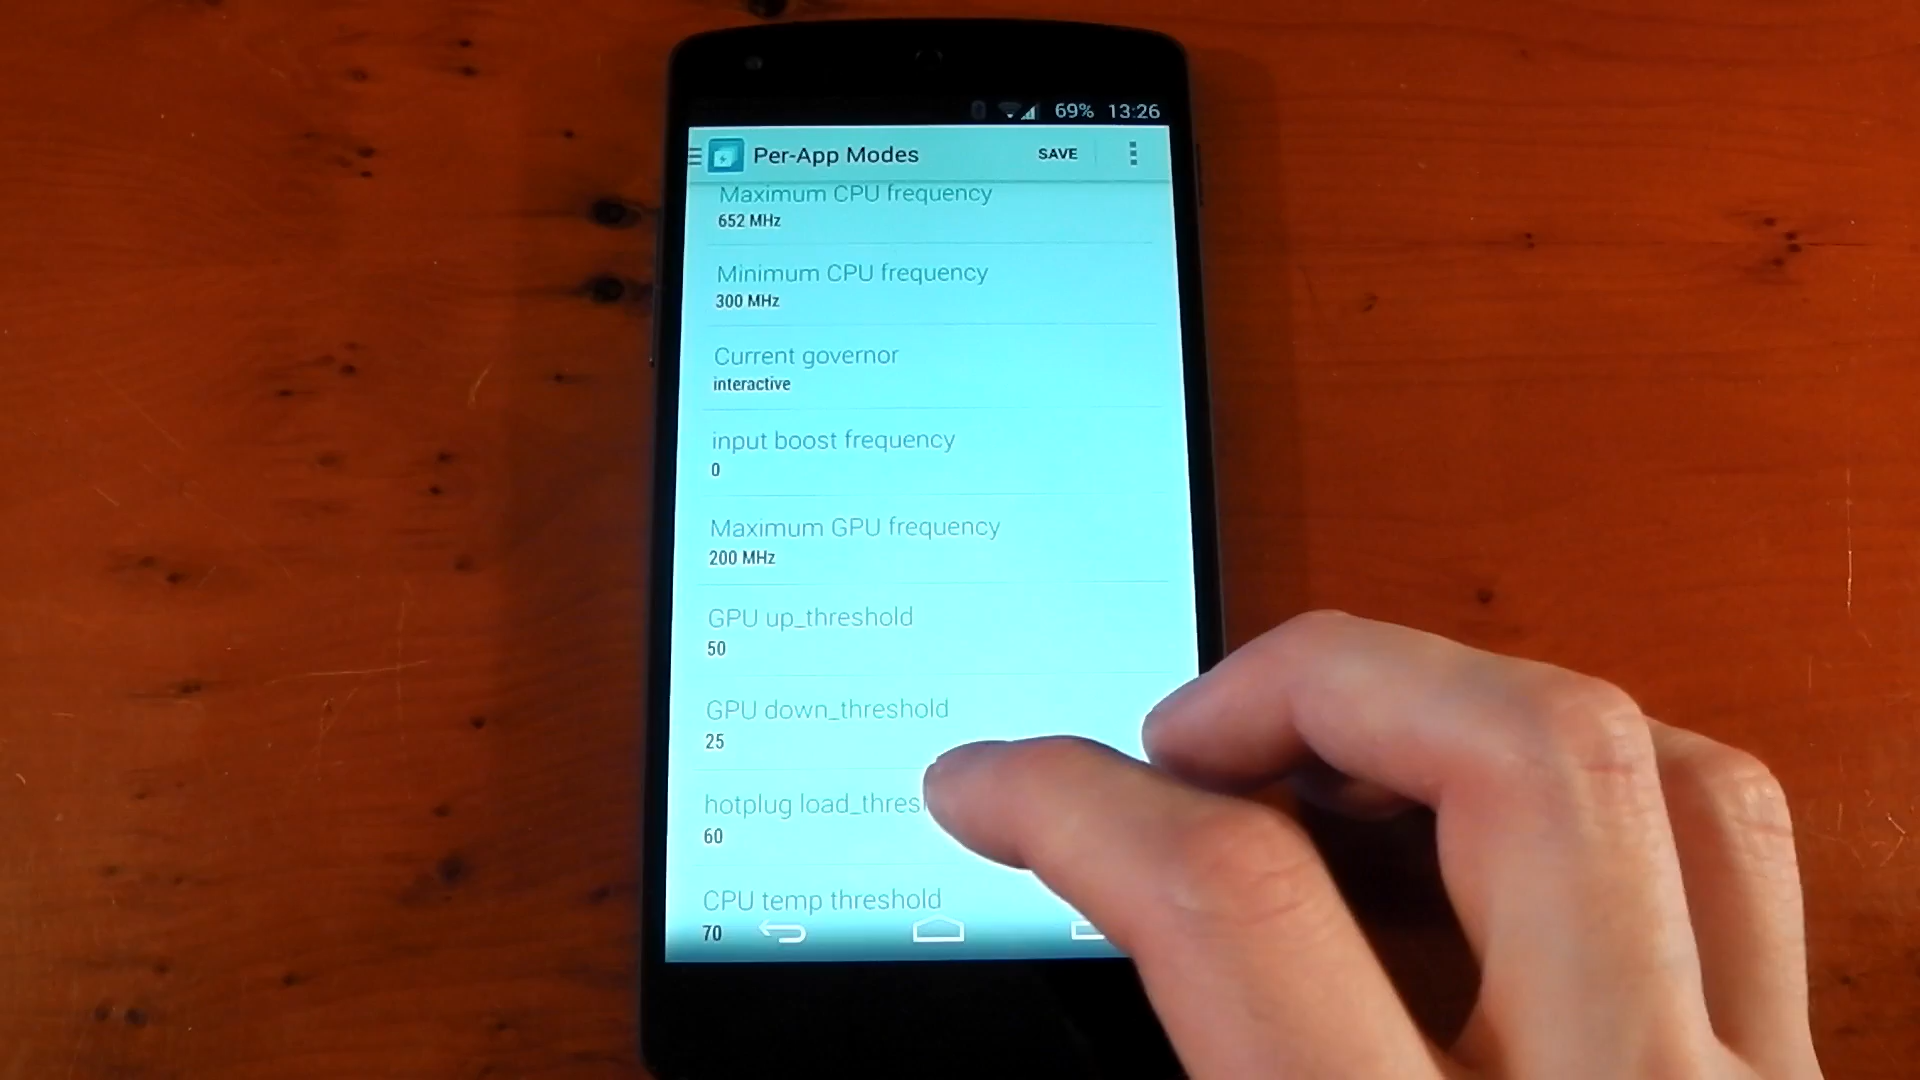 69% 13:26
Per-App Modes SAVE
Maximum CPU frequency
652 MHz
Minimum CPU frequency
300 MHz
Current governor
interactive
input boost frequency
0
Maximum GPU frequency
200 MHz
GPU up_threshold
50
GPU down_threshold
25
hotplug
60
CPU temp threshold
70